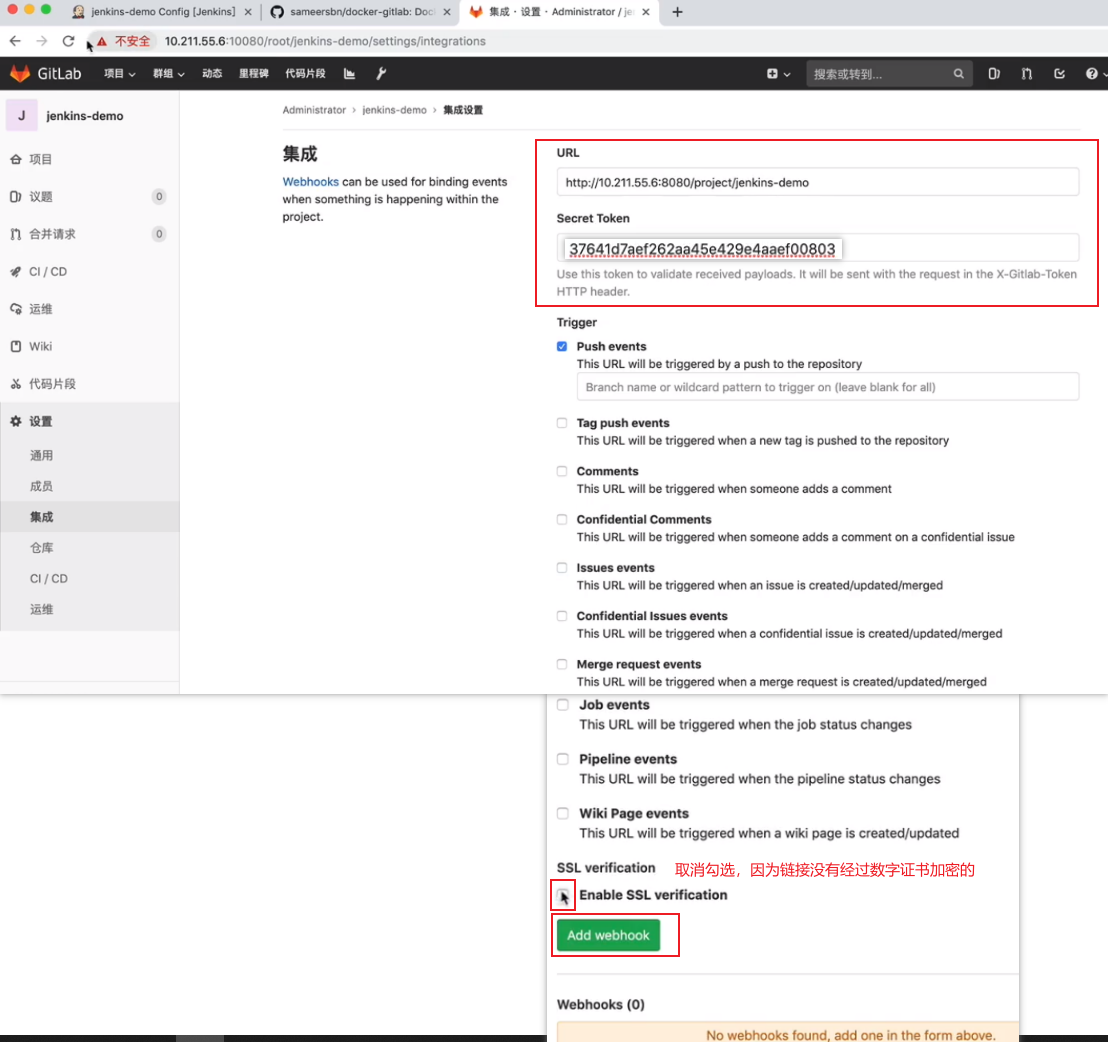 jenkins-demo Config [Jenkins]
sameersbn/docker-gitlab: Doc
集成 · 设置 · Administrator / je
不安全
10.211.55.6:10080/root/jenkins-demo/settings/integrations
GitLab 项目 群组 动态 里程碑 代码片段 搜索或转到...
J jenkins-demo
项目
议题 0
合并请求 0
CI / CD
运维
Wiki
代码片段
设置
通用
成员
集成
仓库
CI / CD
运维
Administrator > jenkins-demo > 集成设置
集成
Webhooks can be used for binding events
when something is happening within the
project.
URL
http://10.211.55.6:8080/project/jenkins-demo
Secret Token
37641d7aef262aa45e429e4aaef00803
Use this token to validate received payloads. It will be sent with the request in the X-Gitlab-Token
HTTP header.
Trigger
Push events
This URL will be triggered by a push to the repository
Branch name or wildcard pattern to trigger on (leave blank for all)
Tag push events
This URL will be triggered when a new tag is pushed to the repository
Comments
This URL will be triggered when someone adds a comment
Confidential Comments
This URL will be triggered when someone adds a comment on a confidential issue
Issues events
This URL will be triggered when an issue is created/updated/merged
Confidential Issues events
This URL will be triggered when a confidential issue is created/updated/merged
Merge request events
This URL will be triggered when a merge request is created/updated/merged
Job events
This URL will be triggered when the job status changes
Pipeline events
This URL will be triggered when the pipeline status changes
Wiki Page events
This URL will be triggered when a wiki page is created/updated
SSL verification 取消勾选，因为链接没有经过数字证书加密的
Enable SSL verification
Add webhook
Webhooks (0)
No webhooks found, add one in the form above.